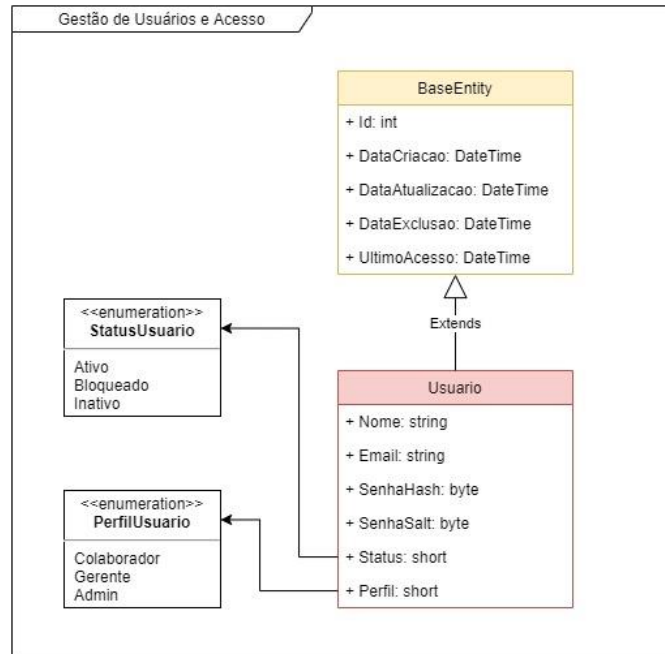 Gestão de Usuários e Acesso
BaseEntity
+ Id: int
+ DataCriacao: DateTime
+ DataAtualizacao: DateTime
+ DataExclusao: DateTime
+ UltimoAcesso: DateTime
Extends
<<enumeration>>
StatusUsuario
Ativo
Bloqueado
Inativo
Usuario
+ Nome: string
+ Email: string
+ SenhaHash: byte
+ SenhaSalt: byte
+ Status: short
+ Perfil: short
<<enumeration>>
PerfilUsuario
Colaborador
Gerente
Admin